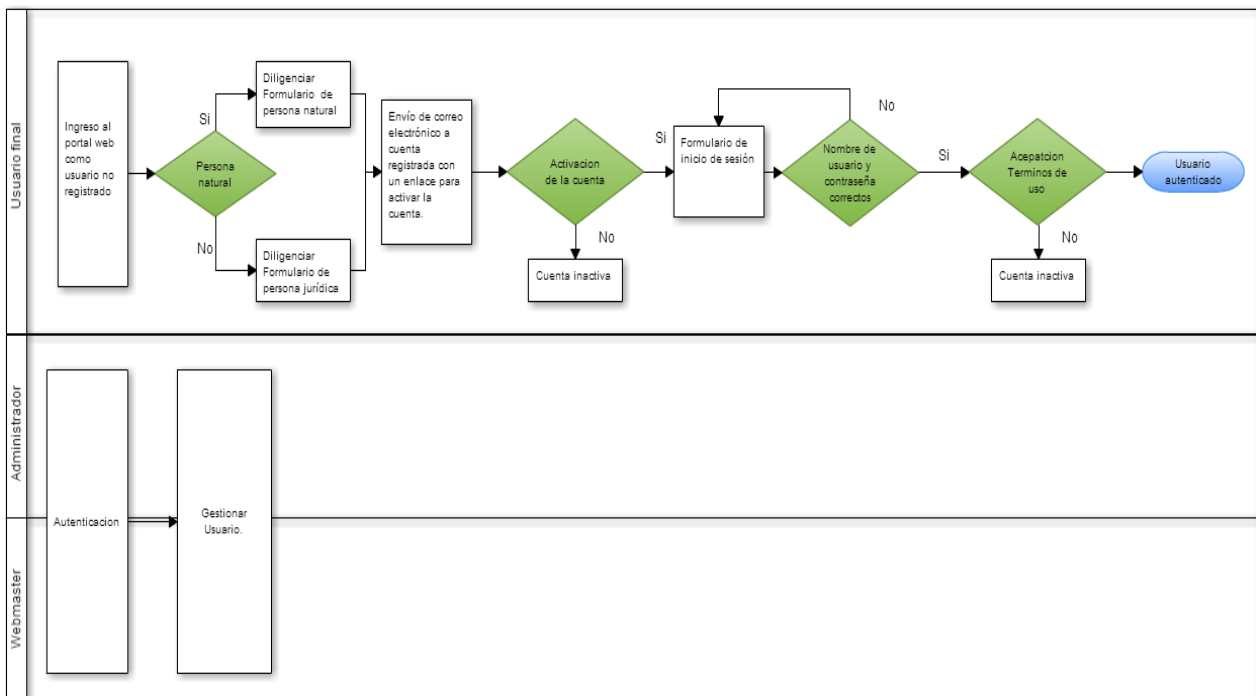 Usuario final
Ingreso al
portal web
como
usuario no
registrado
Persona
natural
Si
No
Diligenciar
Formulario de
persona natural
Diligenciar
Formulario de
persona jurídica
Envío de correo
electrónico a
cuenta
registrada con
un enlace para
activar la
cuenta.
Activacion
de la cuenta
Si
No
Cuenta inactiva
Formulario de
inicio de sesión
No
Nombre de
usuario y
contraseña
correctos
Si
Acepatcion
Terminos de
uso
No
Cuenta inactiva
Usuario
autenticado
Administrador
Webmaster
Autenticacion
Gestionar
Usuario.